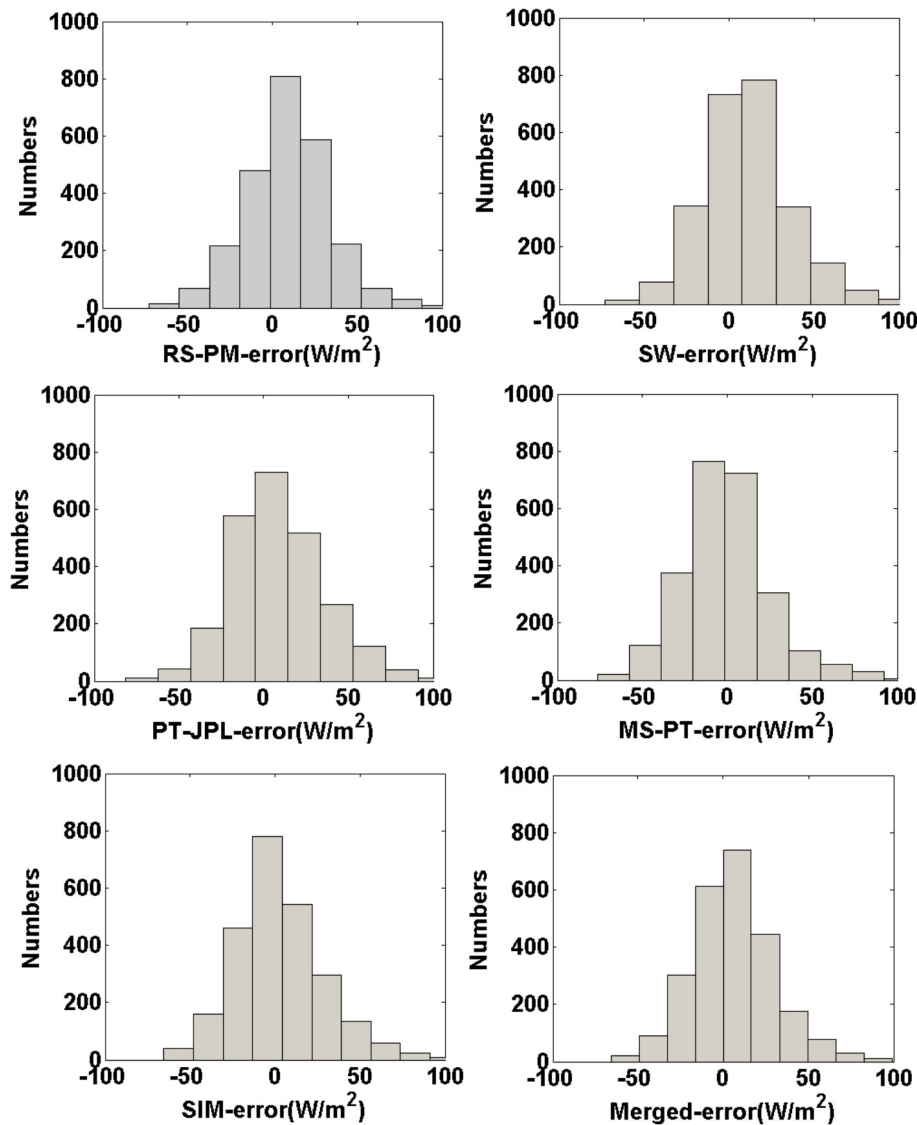 1000
800
600
400
200
0
Numbers
-100 -50 0 50 100
RS-PM-error(W/m²)
1000
800
600
400
200
0
Numbers
-100 -50 0 50 100
SW-error(W/m²)
1000
800
600
400
200
0
Numbers
-100 -50 0 50 100
PT-JPL-error(W/m²)
1000
800
600
400
200
0
Numbers
-100 -50 0 50 100
MS-PT-error(W/m²)
1000
800
600
400
200
0
Numbers
-100 -50 0 50 100
SIM-error(W/m²)
1000
800
600
400
200
0
Numbers
-100 -50 0 50 100
Merged-error(W/m²)